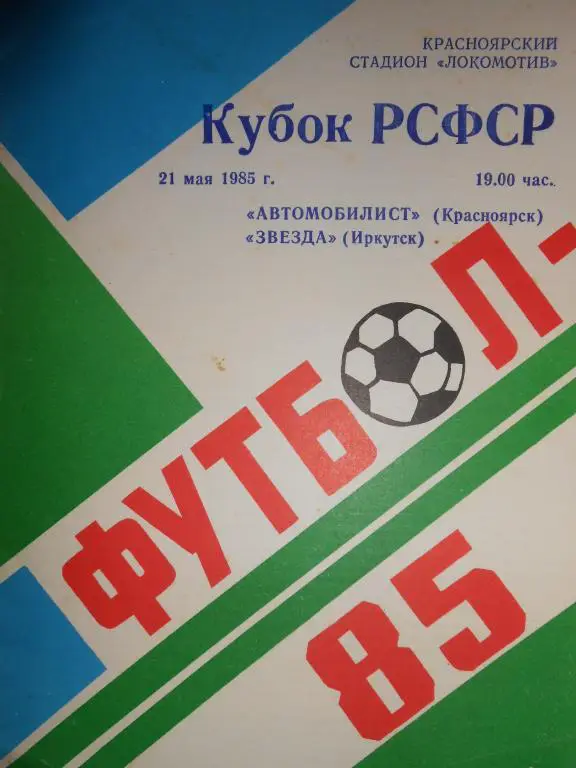 КРАСНОЯРСКИЙ
СТАДИОН «ЛОКОМОТИВ»
Кубок РСФСР
21 мая 1985 г. 19.00 час.
«АВТОМОБИЛИСТ» (Красноярск)
«ЗВЕЗДА» (Иркутск)
ФУТБОЛ-
85